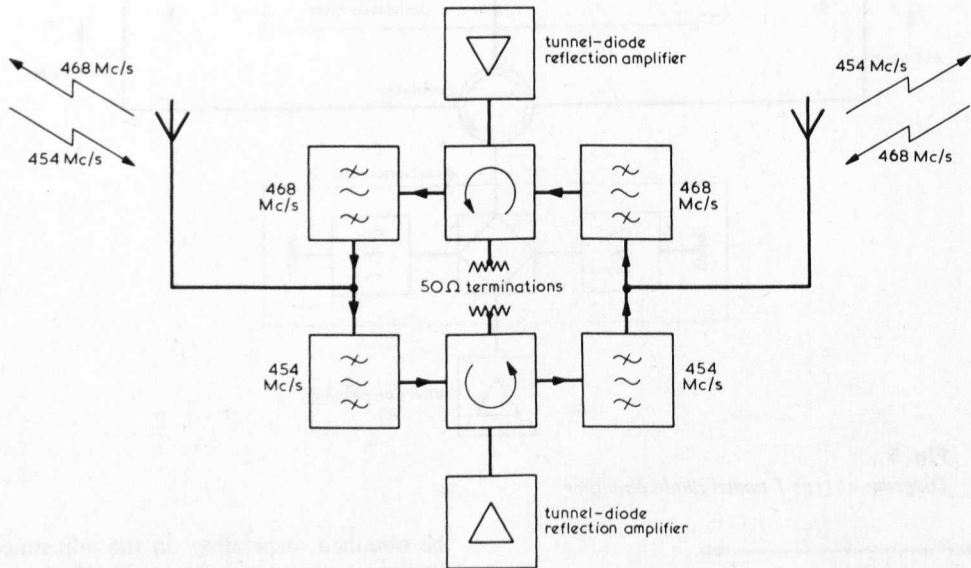 tunnel-diode
reflection amplifier
468 Mc/s
454 Mc/s
454 Mc/s
468 Mc/s
468
Mc/s
468
Mc/s
50Ω terminations
454
Mc/s
454
Mc/s
tunnel-diode
reflection amplifier